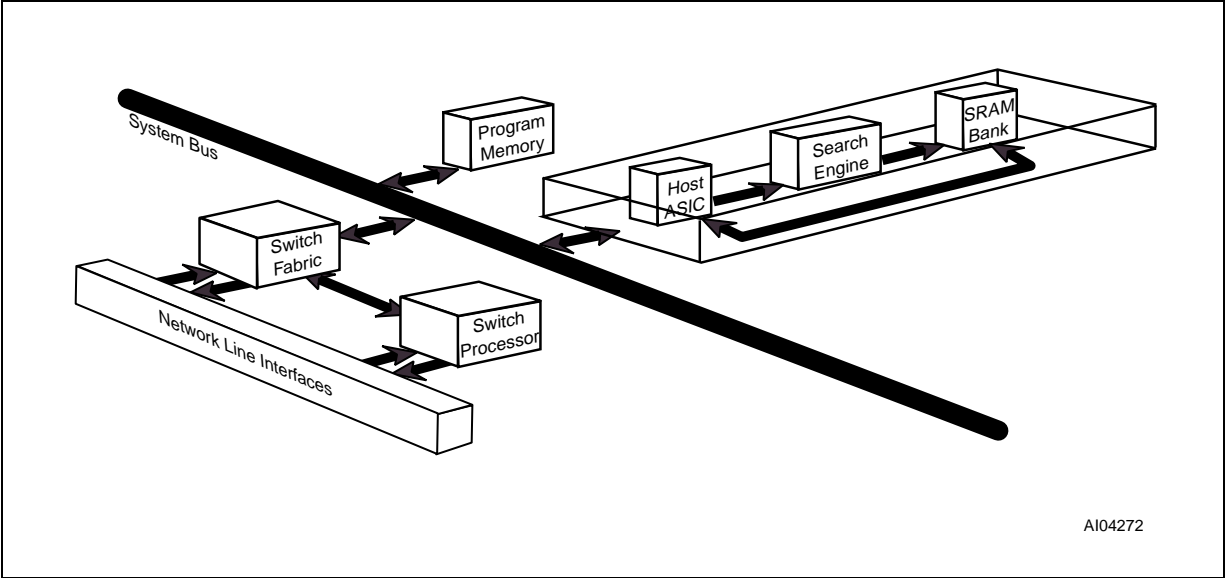 System Bus
Program
Memory
SRAM
Bank
Search
Engine
Host
ASIC
Switch
Fabric
Switch
Processor
Network Line Interfaces
AI04272